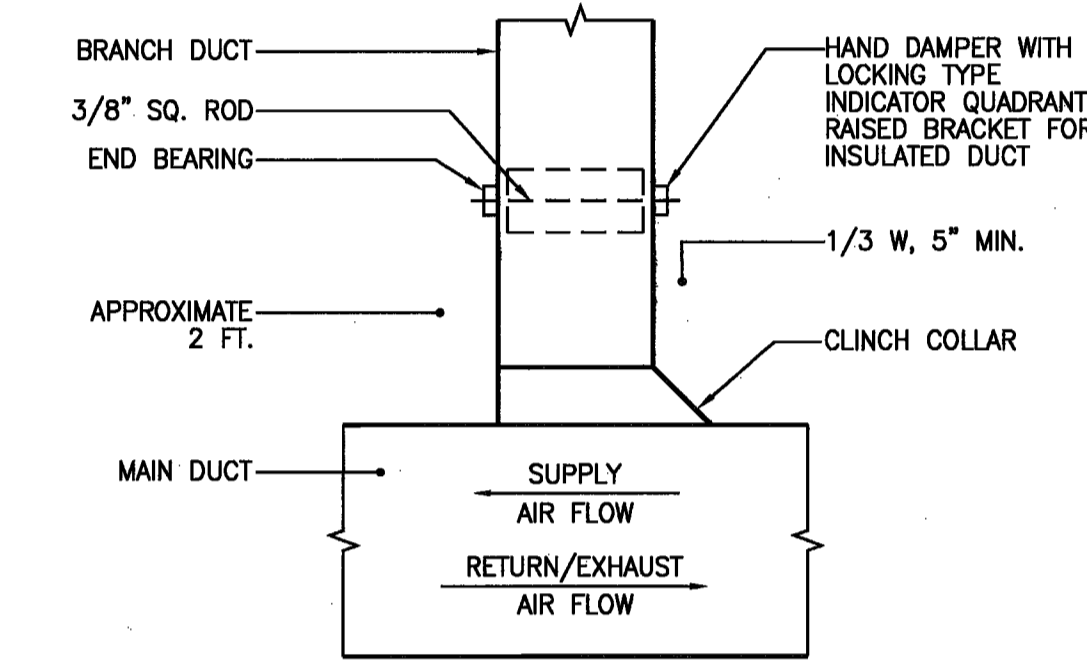 BRANCH DUCT
3/8" SQ. ROD
END BEARING
APPROXIMATE
2 FT.
MAIN DUCT
HAND DAMPER WITH
LOCKING TYPE
INDICATOR QUADRANT
RAISED BRACKET FOR
INSULATED DUCT
1/3 W, 5" MIN.
CLINCH COLLAR
SUPPLY
AIR FLOW
RETURN/EXHAUST
AIR FLOW